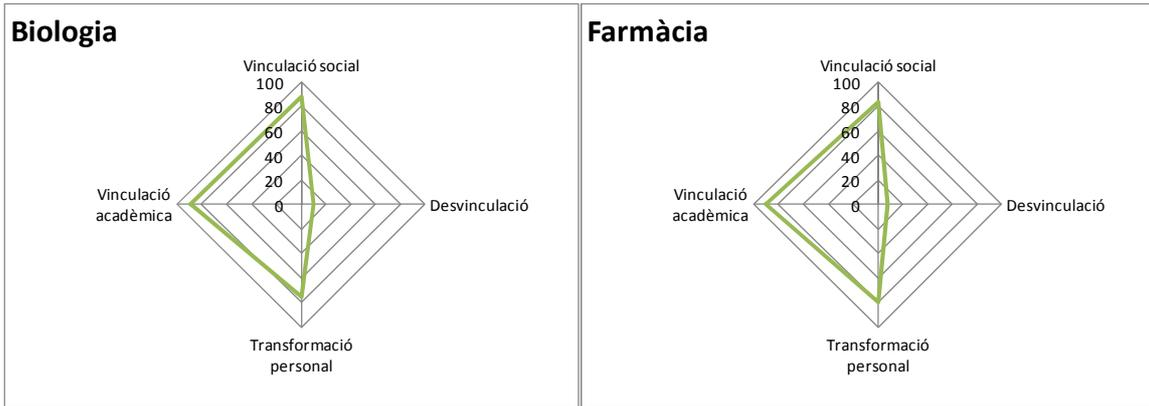 Biologia
Vinculació social
100
80
60
40
20
0
Vinculació
acadèmica
Desvinculació
Transformació
personal
Farmàcia
Vinculació social
100
80
60
40
20
0
Vinculació
acadèmica
Desvinculació
Transformació
personal